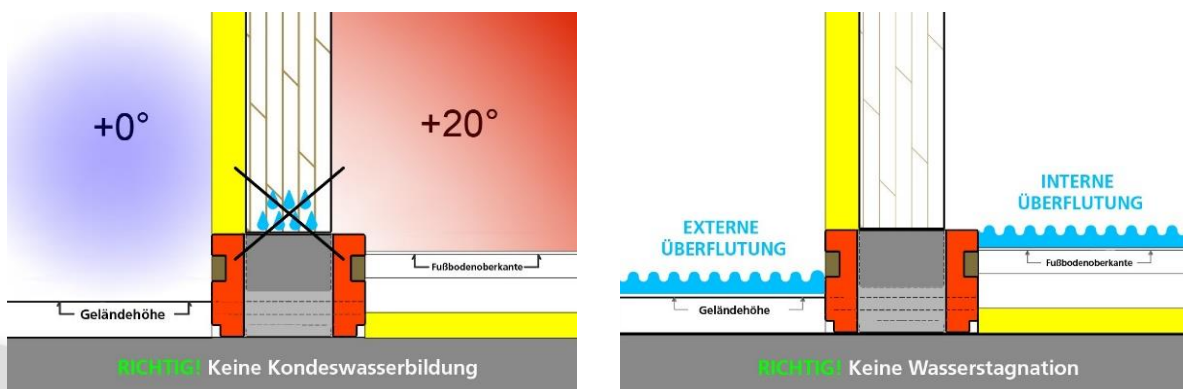 +0°
+20°
Fußbodenoberkante
Geländehöhe
RICHTIG! Keine Kondeswasserbildung
INTERNE
ÜBERFLUTUNG
EXTERNE
ÜBERFLUTUNG
Fußbodenoberkante
Geländehöhe
RICHTIG! Keine Wasserstagnation